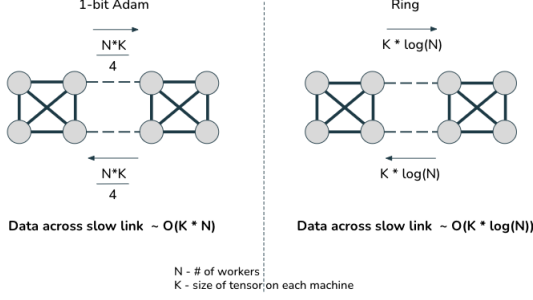 1-bit Adam
N*K
4
N*K
4
Data across slow link ~ O(K * N)
Ring
K * log(N)
K * log(N)
Data across slow link ~ O(K * log(N))
N - # of workers
K - size of tensor on each machine